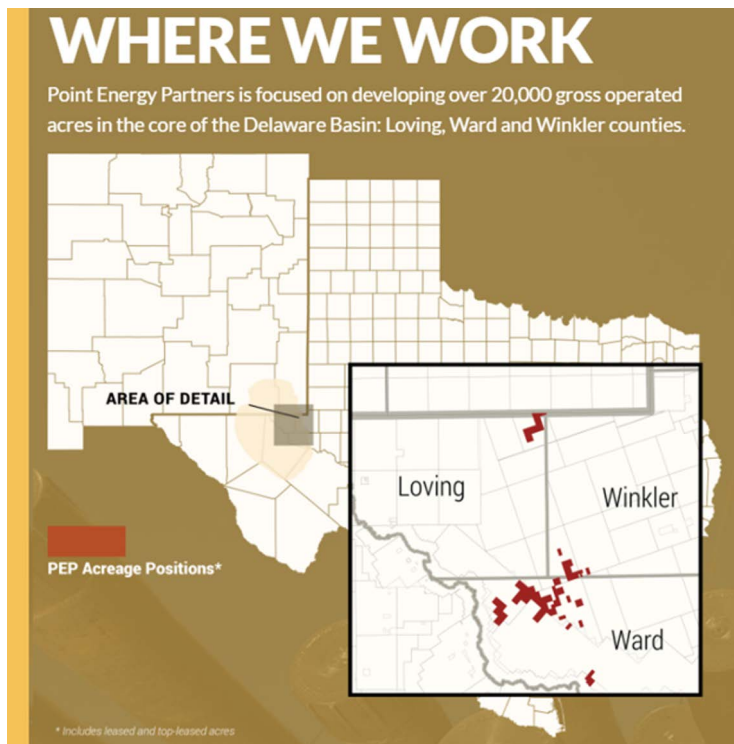 WHERE WE WORK
Point Energy Partners is focused on developing over 20,000 gross operated
acres in the core of the Delaware Basin: Loving, Ward and Winkler counties.
AREA OF DETAIL
Loving
Winkler
PEP Acreage Positions*
Ward
* Includes leased and top-leased acres